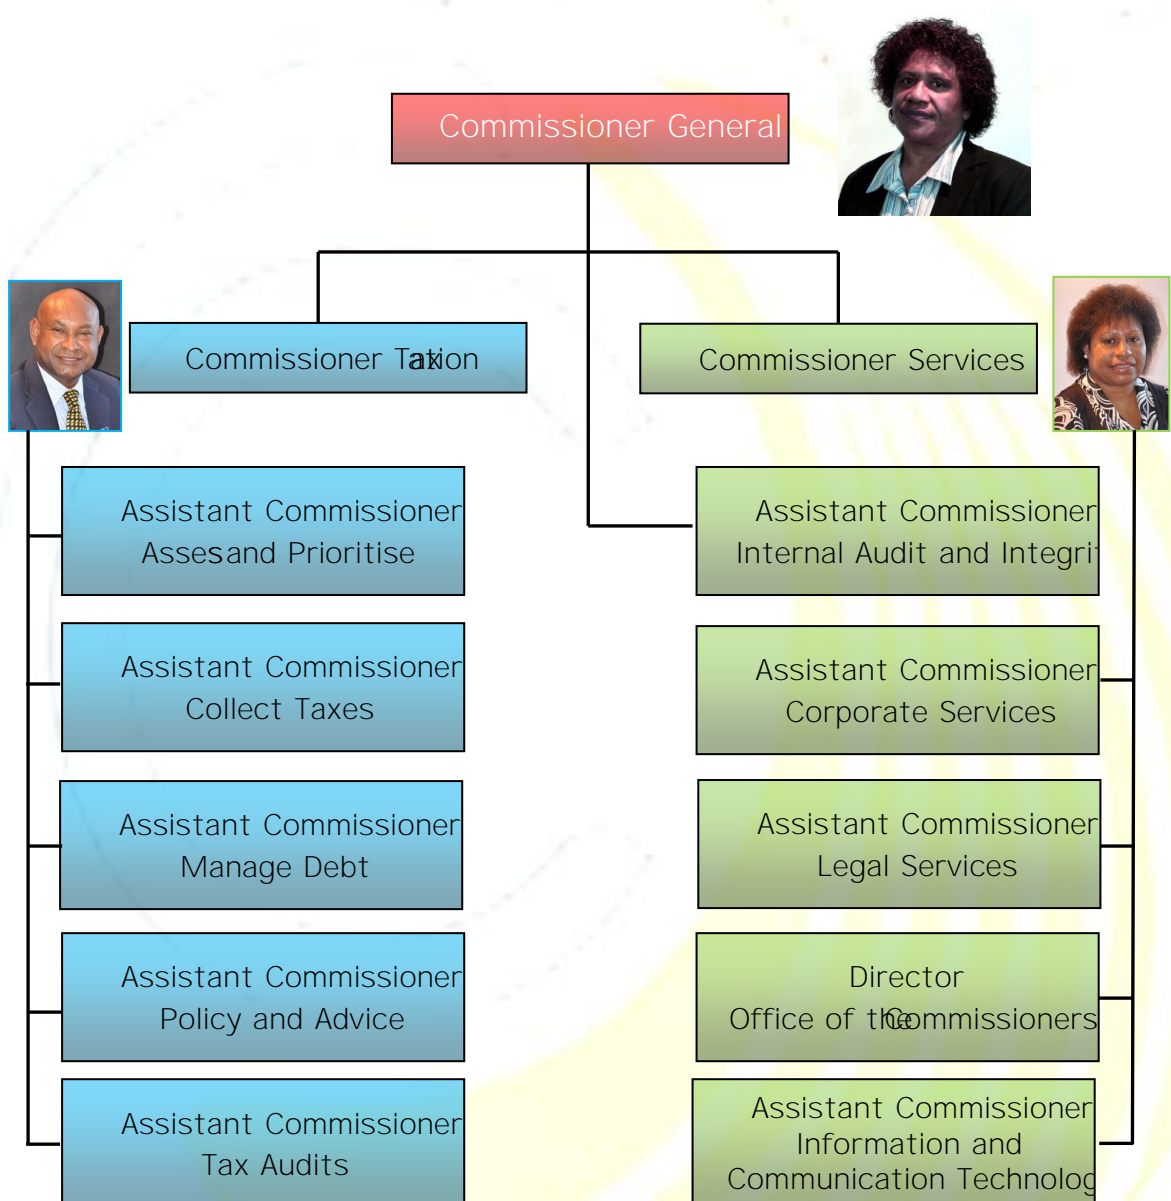 Commissioner General
Commissioner Taxation
Commissioner Services
Assistant Commissioner
Assess and Prioritise
Assistant Commissioner
Collect Taxes
Assistant Commissioner
Manage Debt
Assistant Commissioner
Policy and Advice
Assistant Commissioner
Tax Audits
Assistant Commissioner
Internal Audit and Integrit
Assistant Commissioner
Corporate Services
Assistant Commissioner
Legal Services
Director
Office of the Commissioners
Assistant Commissioner
Information and
Communication Technolog